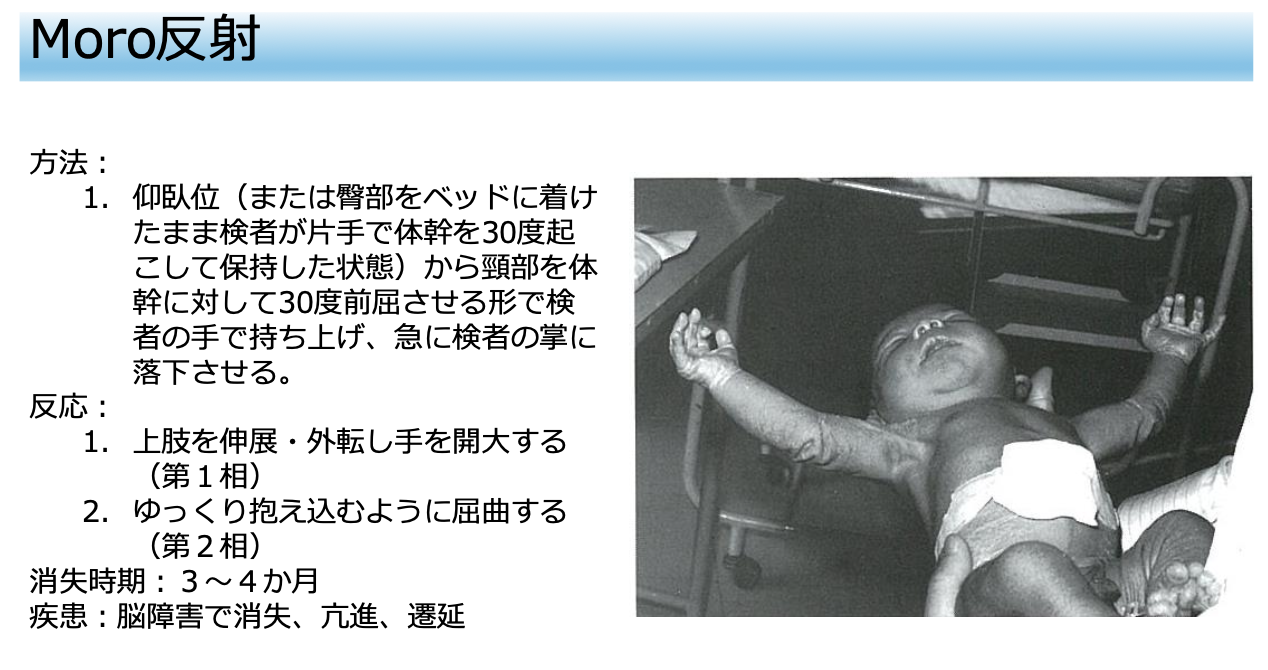 Moro反射
方法：
1. 仰臥位（または臀部をベッドに着け
たまま検者が片手で体幹を30度起
こして保持した状態）から頸部を体
幹に対して30度前屈させる形で検
者の手で持ち上げ、急に検者の掌に
落下させる。
反応：
1. 上肢を伸展・外転し手を開大する
（第１相）
2. ゆっくり抱え込むように屈曲する
（第２相）
消失時期：３～４か月
疾患：脳障害で消失、亢進、遷延